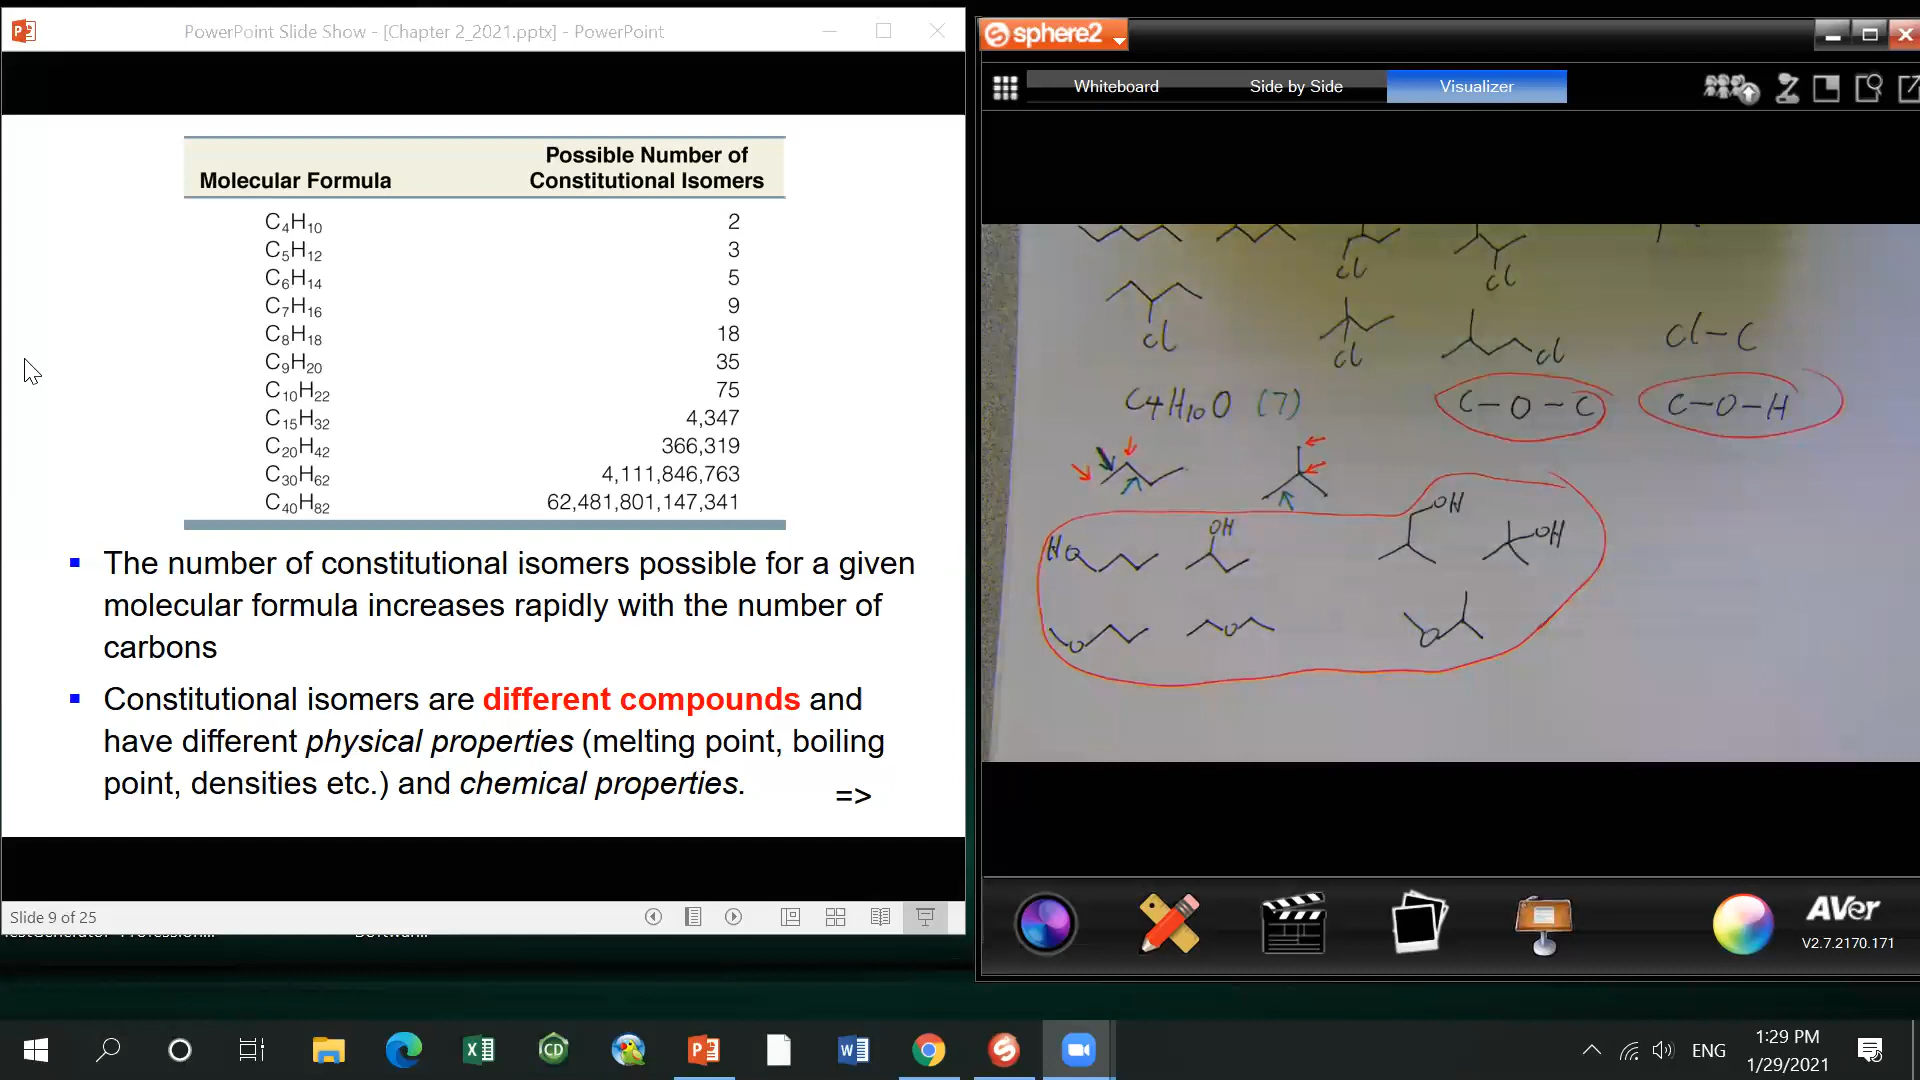 PowerPoint Slide Show - [Chapter 2_2021.pptx] - PowerPoint
Molecular Formula Possible Number of Constitutional Isomers
C4H10 2
C5H12 3
C6H14 5
C7H16 9
C8H18 18
C9H20 35
C10H22 75
C15H32 4,347
C20H42 366,319
C30H62 4,111,846,763
C40H82 62,481,801,147,341
The number of constitutional isomers possible for a given
molecular formula increases rapidly with the number of
carbons
Constitutional isomers are different compounds and
have different physical properties (melting point, boiling
point, densities etc.) and chemical properties.
=>
Slide 9 of 25
sphere2
Whiteboard Side by Side Visualizer
Cl Cl
Cl Cl Cl Cl-C
C4H10O (7) C-O-C C-O-H
HO OH OH OH
O O O
AVer
V2.7.2170.171
ENG
1:29 PM
1/29/2021